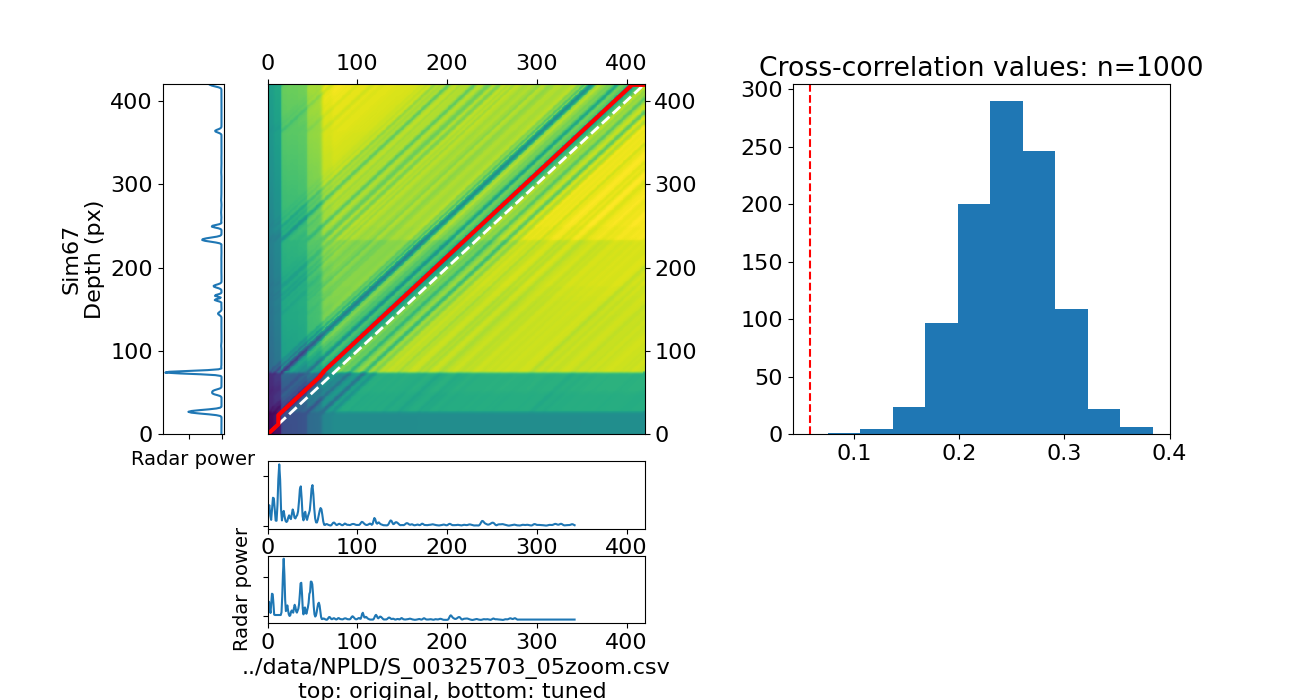 Cross-correlation values: n=1000
0 100 200 300 400
400
300
200
100
0
Sim67
Depth (px)
Radar power
400
300
200
100
0
300
250
200
150
100
50
0
0.1 0.2 0.3 0.4
0 100 200 300 400
Radar power
0 100 200 300 400
../data/NPLD/S_00325703_05zoom.csv
top: original, bottom: tuned